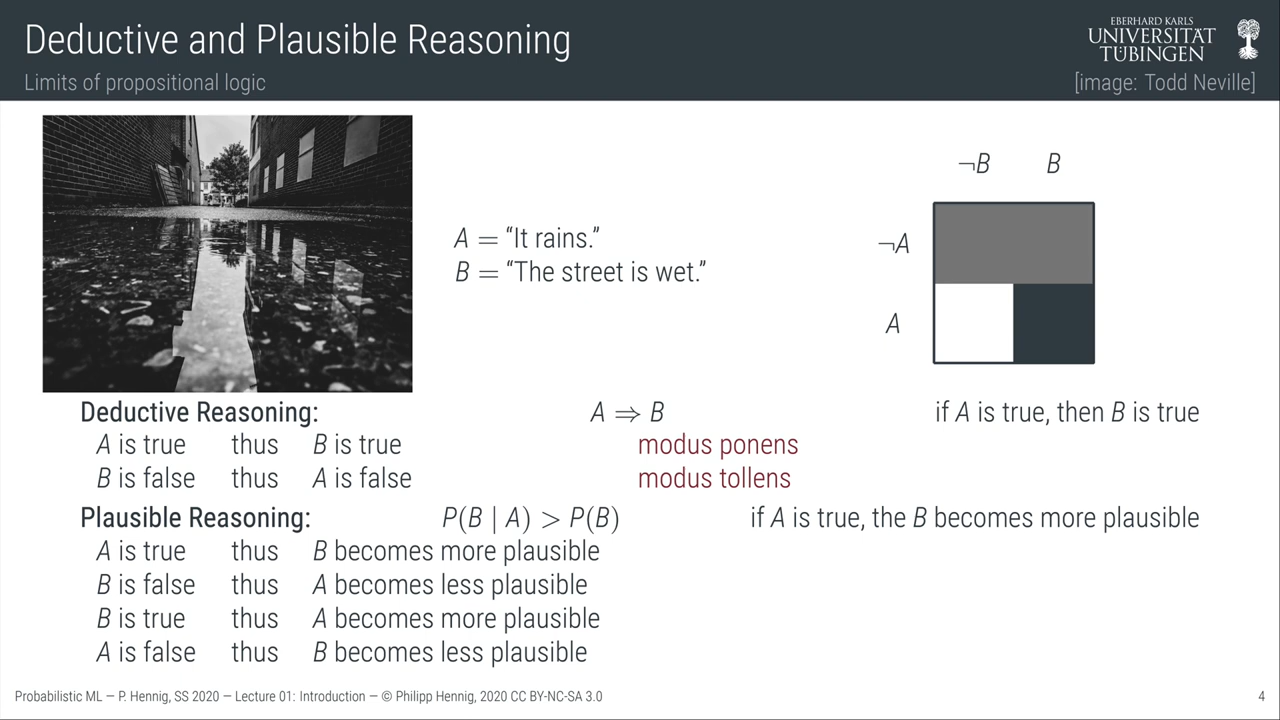 Deductive and Plausible Reasoning
EBERHARD KARLS
UNIVERSITÄT
TÜBINGEN
Limits of propositional logic
[image: Todd Neville]
¬B B
A = “It rains.”
B = “The street is wet.”
¬A
A
Deductive Reasoning: A ⇒ B if A is true, then B is true
A is true thus B is true modus ponens
B is false thus A is false modus tollens
Plausible Reasoning: P(B | A) > P(B) if A is true, the B becomes more plausible
A is true thus B becomes more plausible
B is false thus A becomes less plausible
B is true thus A becomes more plausible
A is false thus B becomes less plausible
Probabilistic ML — P. Hennig, SS 2020 — Lecture 01: Introduction — © Philipp Hennig, 2020 CC BY-NC-SA 3.0 4